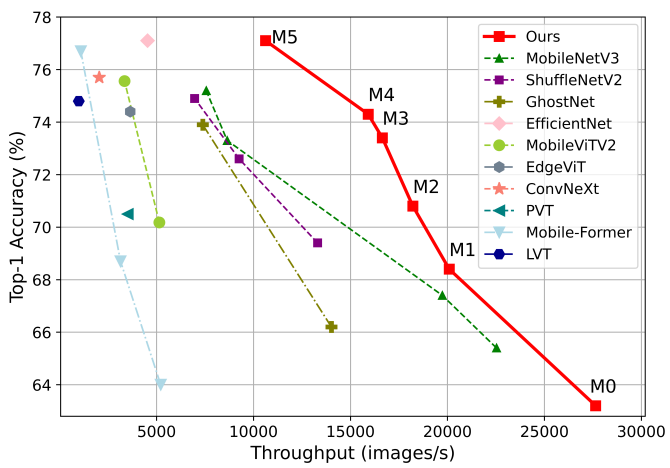 78
76
74
72
70
68
66
64
Top-1 Accuracy (%)
M5
M4
M3
M2
M1
M0
Ours
MobileNetV3
ShuffleNetV2
GhostNet
EfficientNet
MobileViTV2
EdgeViT
ConvNeXt
PVT
Mobile-Former
LVT
5000 10000 15000 20000 25000 30000
Throughput (images/s)